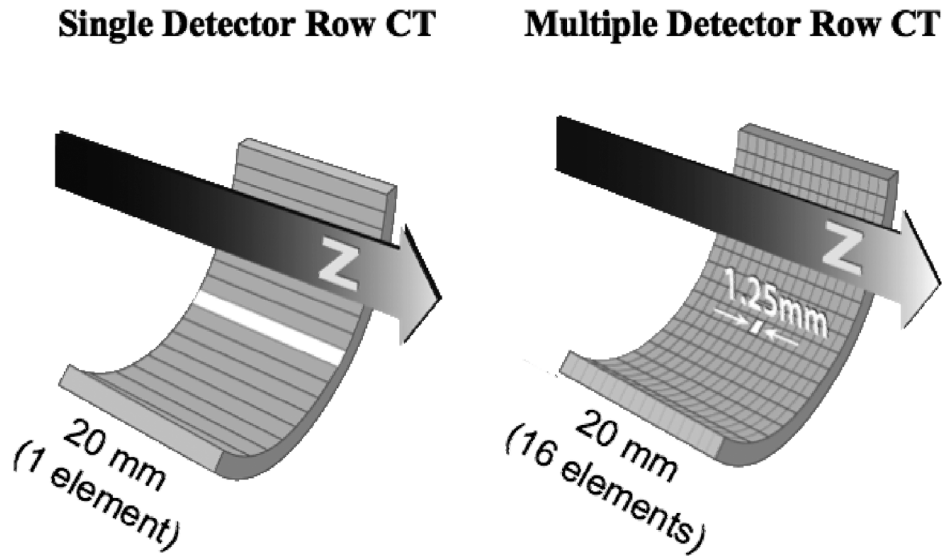 Single Detector Row CT
Multiple Detector Row CT
Z
20 mm
(1 element)
Z
1.25mm
20 mm
(16 elements)